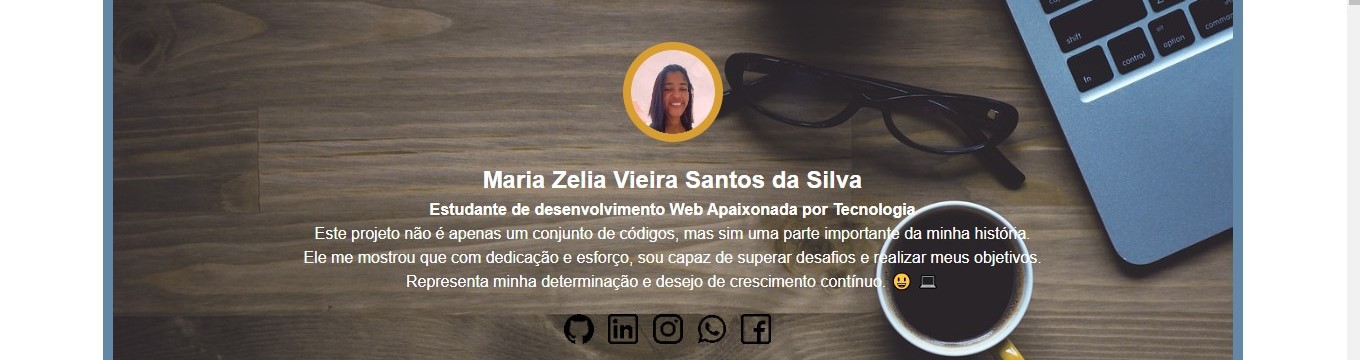 shift
fn
control
alt
option
command
Maria Zelia Vieira Santos da Silva
Estudante de desenvolvimento Web Apaixonada por Tecnologia
Este projeto não é apenas um conjunto de códigos, mas sim uma parte importante da minha história.
Ele me mostrou que com dedicação e esforço, sou capaz de superar desafios e realizar meus objetivos.
Representa minha determinação e desejo de crescimento contínuo. 😃 💻
in